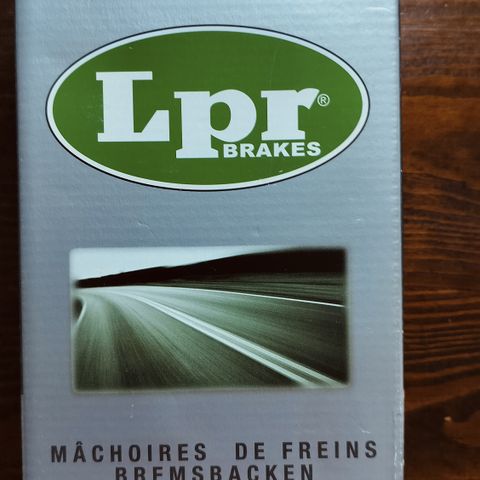 Lpr®
BRAKES
MÂCHOIRES DE FREINS
BREMSBACKEN